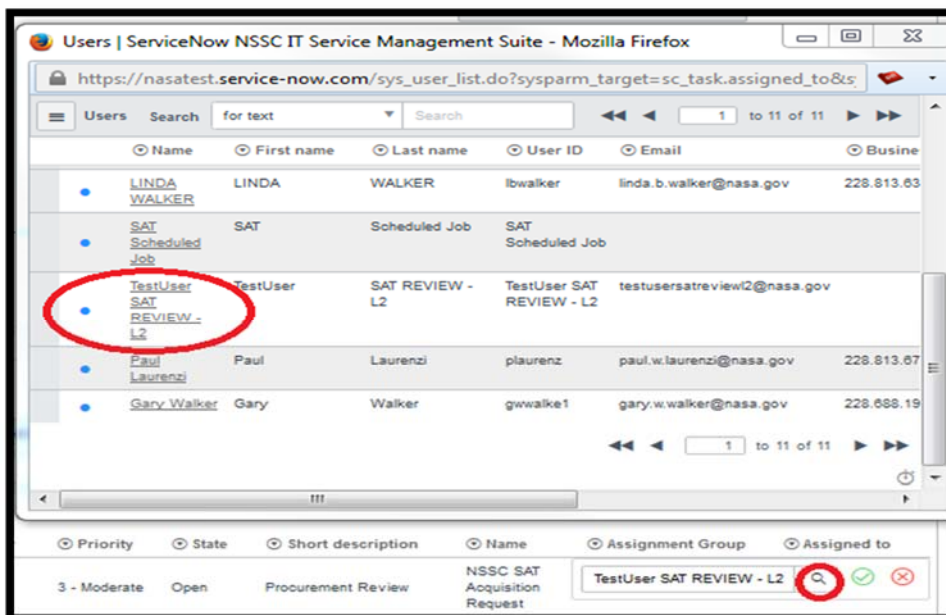 Users | ServiceNow NSSC IT Service Management Suite - Mozilla Firefox
https://nasatest.service-now.com/sys_user_list.do?sysparm_target=sc_task.assigned_to&s
Users Search for text Search 1 to 11 of 11
Name First name Last name User ID Email Busine
LINDA LINDA WALKER lbwalker linda.b.walker@nasa.gov 228.813.63
WALKER
SAT SAT Scheduled Job SAT
Scheduled Scheduled Job
Job
TestUser TestUser SAT REVIEW - TestUser SAT testusersatreviewl2@nasa.gov
SAT L2 REVIEW - L2
REVIEW -
L2
Paul Paul Laurenzi plaurenz paul.w.laurenzi@nasa.gov 228.813.67
Laurenzi
Gary Walker Gary Walker gwwalke1 gary.w.walker@nasa.gov 228.688.19
1 to 11 of 11
Priority State Short description Name Assignment Group Assigned to
3 - Moderate Open Procurement Review NSSC SAT TestUser SAT REVIEW - L2
Acquisition
Request